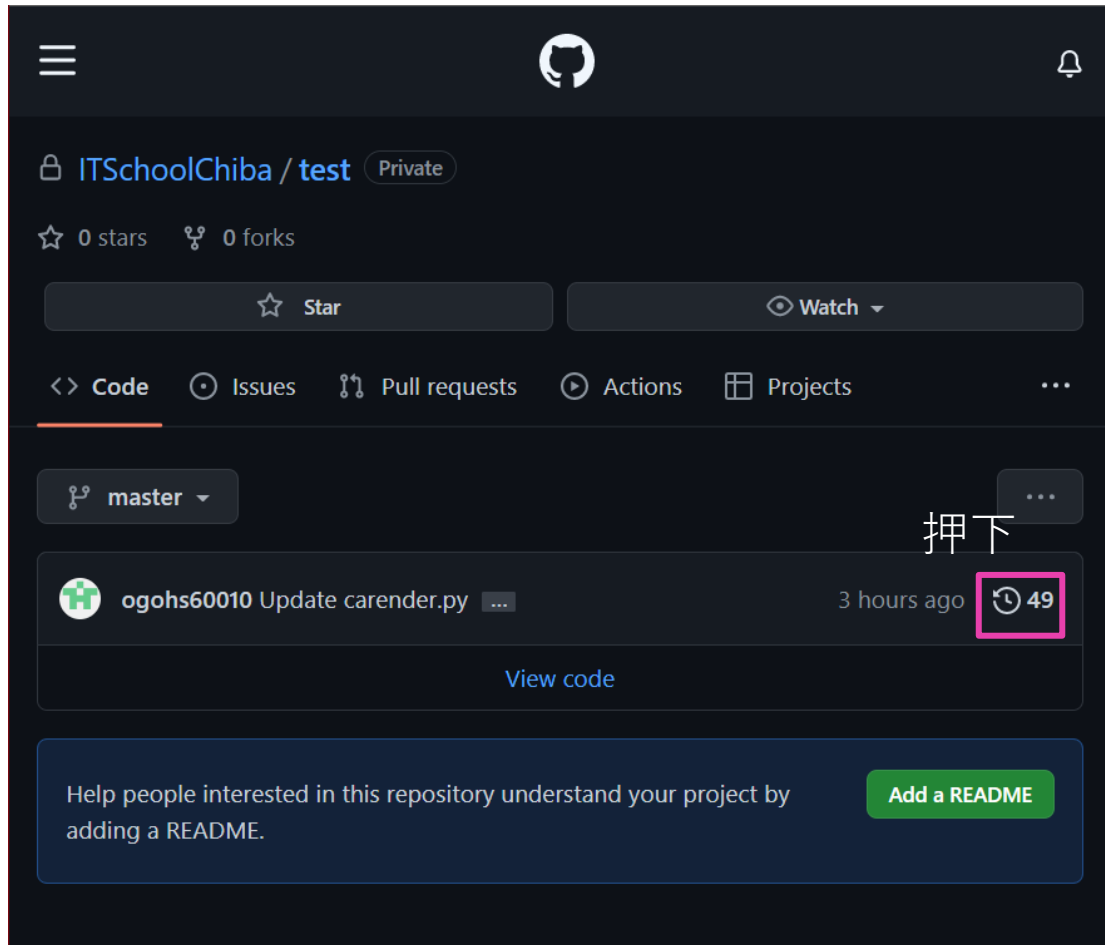 ITSchoolChiba / test Private
0 stars 0 forks
Star Watch
Code Issues Pull requests Actions Projects ...
master ...
押下
ogohs60010 Update carender.py ... 3 hours ago 49
View code
Help people interested in this repository understand your project by
adding a README.
Add a README